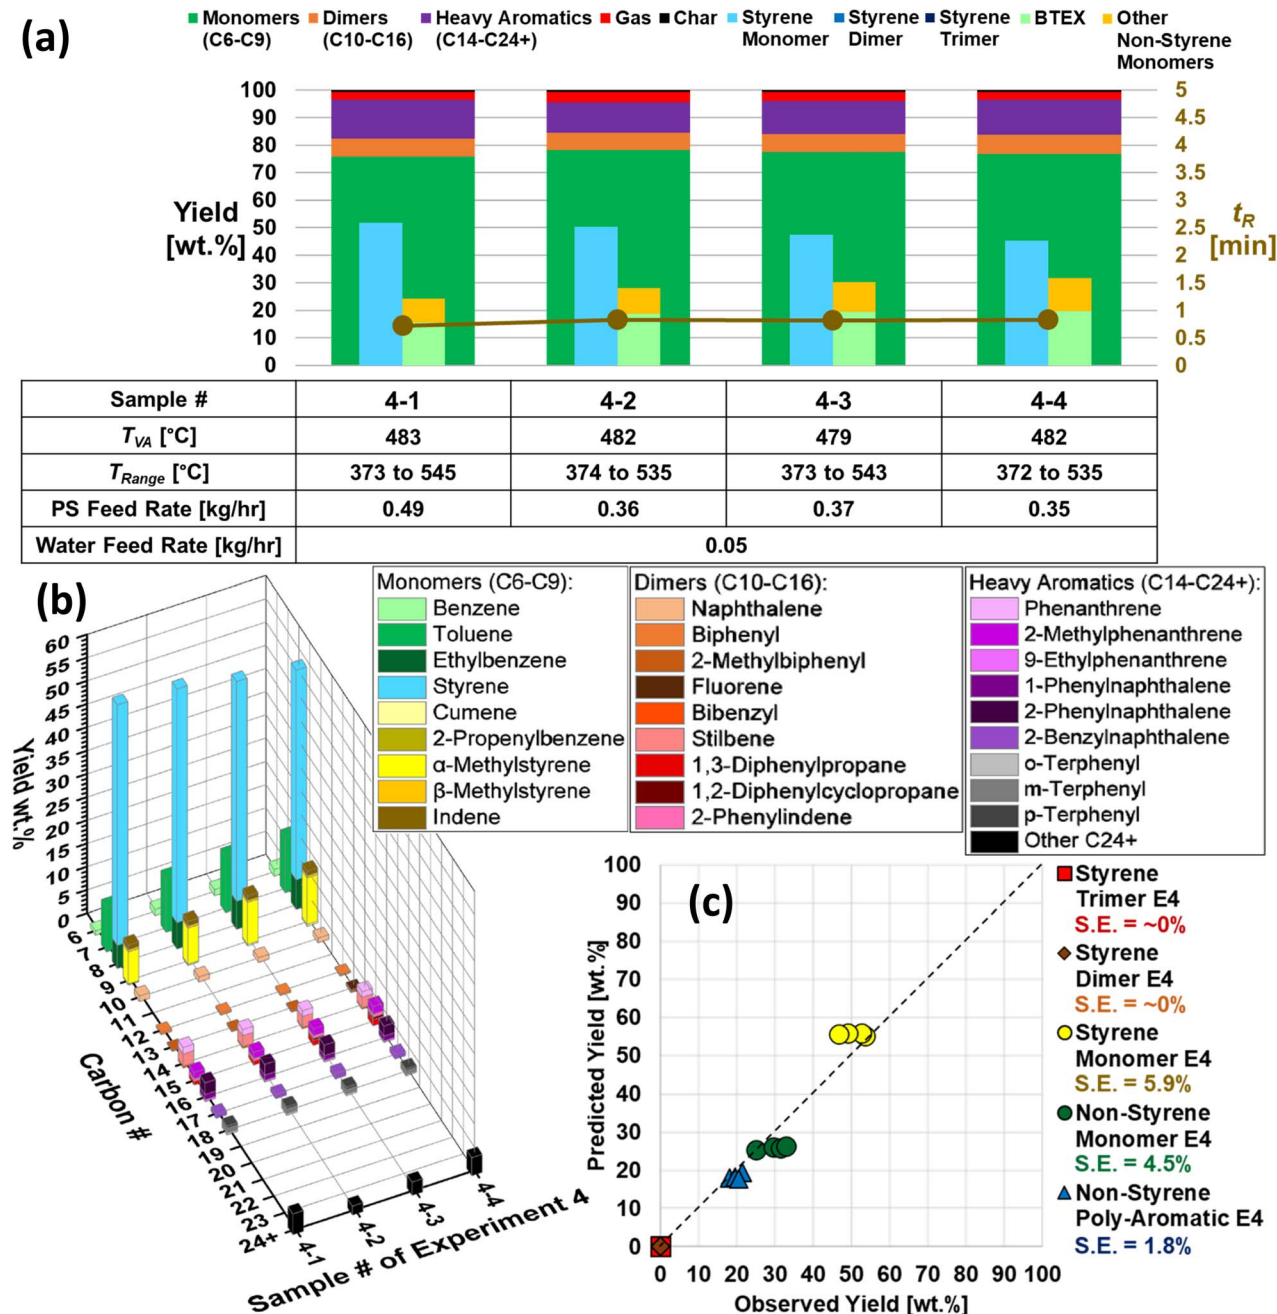 (a)
Monomers
(C6-C9)
Dimers
(C10-C16)
Heavy Aromatics
(C14-C24+)
Gas
Char
Styrene
Monomer
Styrene
Dimer
Styrene
Trimer
BTEX
Other
Non-Styrene
Monomers
Yield
[wt.%]
100
90
80
70
60
50
40
30
20
10
0
5
4.5
4
3.5
3
2.5
2
1.5
1
0.5
0
tR
[min]
Sample # 4-1 4-2 4-3 4-4
TVA [°C] 483 482 479 482
TRange [°C] 373 to 545 374 to 535 373 to 543 372 to 535
PS Feed Rate [kg/hr] 0.49 0.36 0.37 0.35
Water Feed Rate [kg/hr] 0.05
(b)
Monomers (C6-C9):
Benzene
Toluene
Ethylbenzene
Styrene
Cumene
2-Propenylbenzene
α-Methylstyrene
β-Methylstyrene
Indene
Dimers (C10-C16):
Naphthalene
Biphenyl
2-Methylbiphenyl
Fluorene
Bibenzyl
Stilbene
1,3-Diphenylpropane
1,2-Diphenylcyclopropane
2-Phenylindene
Heavy Aromatics (C14-C24+):
Phenanthrene
2-Methylphenanthrene
9-Ethylphenanthrene
1-Phenylnaphthalene
2-Phenylnaphthalene
2-Benzylnaphthalene
o-Terphenyl
m-Terphenyl
p-Terphenyl
Other C24+
Yield wt.%
60
55
50
45
40
35
30
25
20
15
10
5
0
6
7
8
9
10
11
12
13
14
15
16
17
18
19
20
21
22
23
24+
Carbon #
4-1
4-2
4-3
4-4
Sample # of Experiment 4
(c)
Predicted Yield [wt.%]
100
90
80
70
60
50
40
30
20
10
0
0 10 20 30 40 50 60 70 80 90 100
Observed Yield [wt.%]
Styrene
Trimer E4
S.E. = ~0%
Styrene
Dimer E4
S.E. = ~0%
Styrene
Monomer E4
S.E. = 5.9%
Non-Styrene
Monomer E4
S.E. = 4.5%
Non-Styrene
Poly-Aromatic E4
S.E. = 1.8%